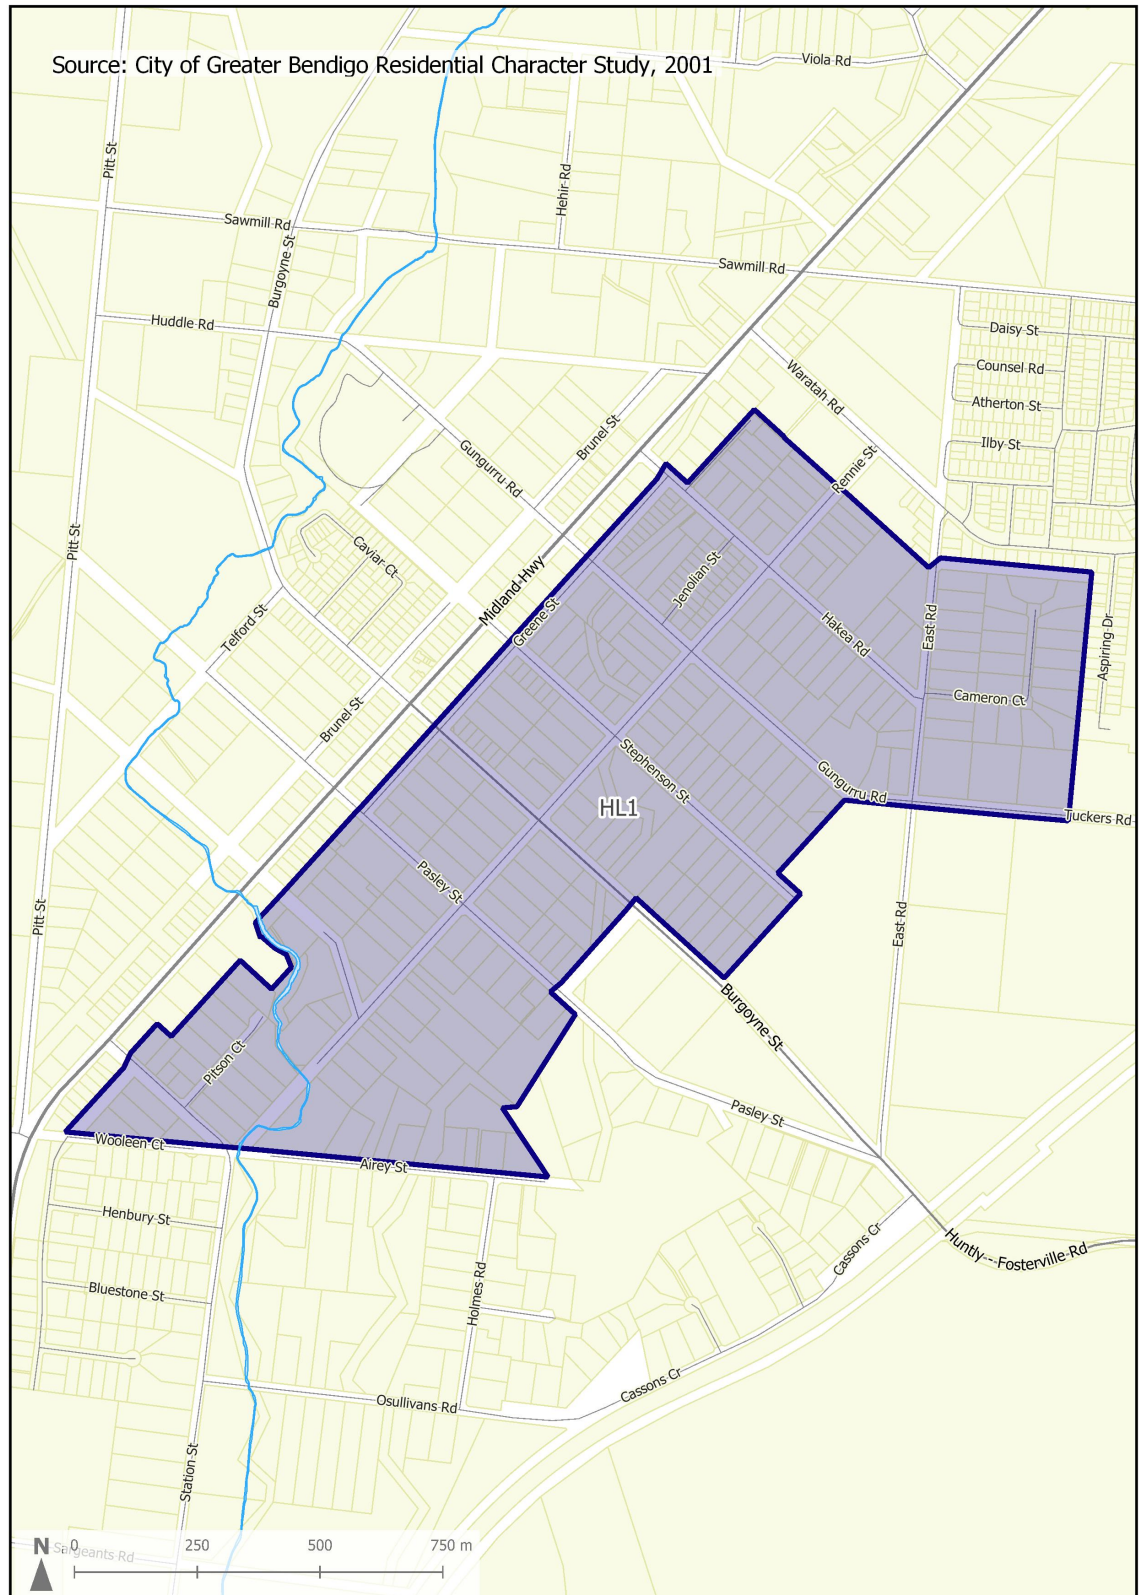 Source: City of Greater Bendigo Residential Character Study, 2001
Viola Rd
Pitt St
Hehir Rd
Sawmill Rd
Burgoyne St
Sawmill Rd
Huddle Rd
Daisy St
Counsel Rd
Waratah Rd
Atherton St
Brunel St
Ilby St
Gungurru Rd
Rennie St
Pitt St
Caviar Ct
Midland Hwy
Jenolian St
Greene St
Telford St
Hakea Rd
East Rd
Aspiring Dr
Cameron Ct
Brunel St
Stephenson St
Gungurru Rd
HL1
Tuckers Rd
Pasley St
Pitt St
East Rd
Burgoyne St
Pitson Ct
Pasley St
Wooleen Ct
Airey St
Henbury St
Cassons Cr
Huntly - Fosterville Rd
Bluestone St
Holmes Rd
Cassons Cr
Osullivans Rd
Station St
Sargeants Rd
N 0 250 500 750 m